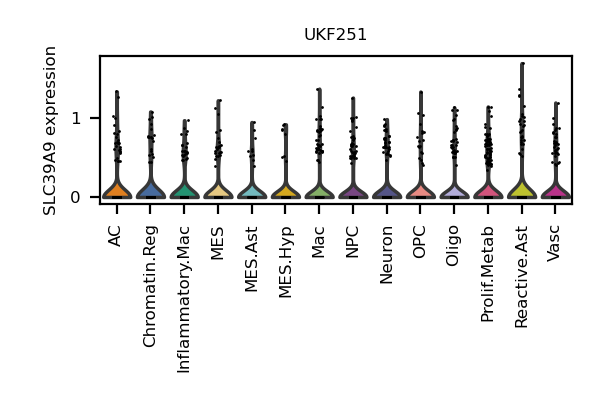 UKF251
SLC39A9 expression
1
0
AC
Chromatin.Reg
Inflammatory.Mac
MES
MES.Ast
MES.Hyp
Mac
NPC
Neuron
OPC
Oligo
Prolif.Metab
Reactive.Ast
Vasc